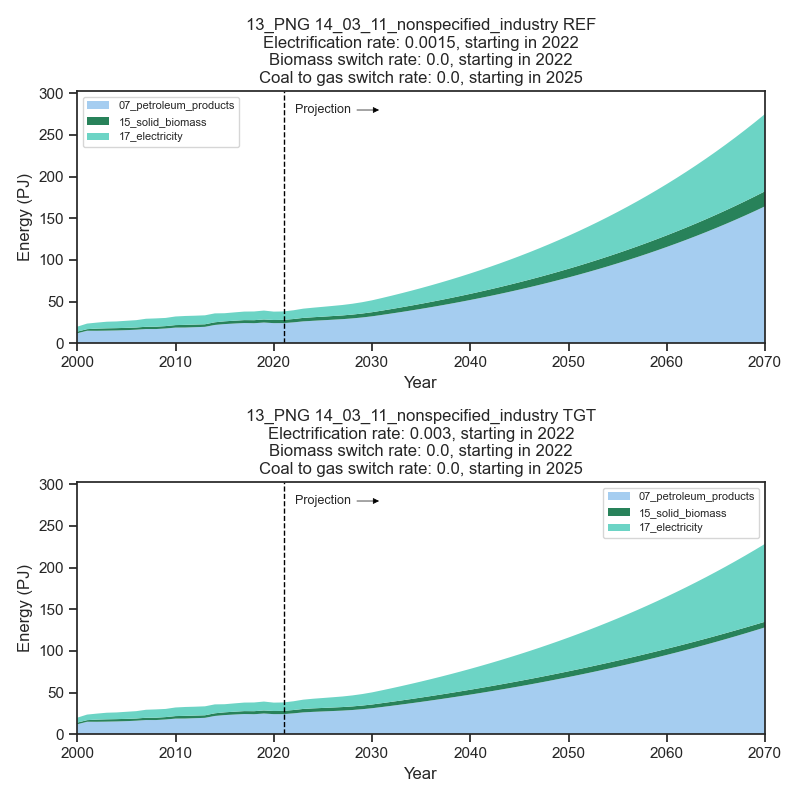 13_PNG 14_03_11_nonspecified_industry REF
Electrification rate: 0.0015, starting in 2022
Biomass switch rate: 0.0, starting in 2022
Coal to gas switch rate: 0.0, starting in 2025
300
250
200
150
100
50
0
Energy (PJ)
07_petroleum_products
15_solid_biomass
17_electricity
Projection
2000 2010 2020 2030 2040 2050 2060 2070
Year
13_PNG 14_03_11_nonspecified_industry TGT
Electrification rate: 0.003, starting in 2022
Biomass switch rate: 0.0, starting in 2022
Coal to gas switch rate: 0.0, starting in 2025
300
250
200
150
100
50
0
Energy (PJ)
Projection
07_petroleum_products
15_solid_biomass
17_electricity
2000 2010 2020 2030 2040 2050 2060 2070
Year